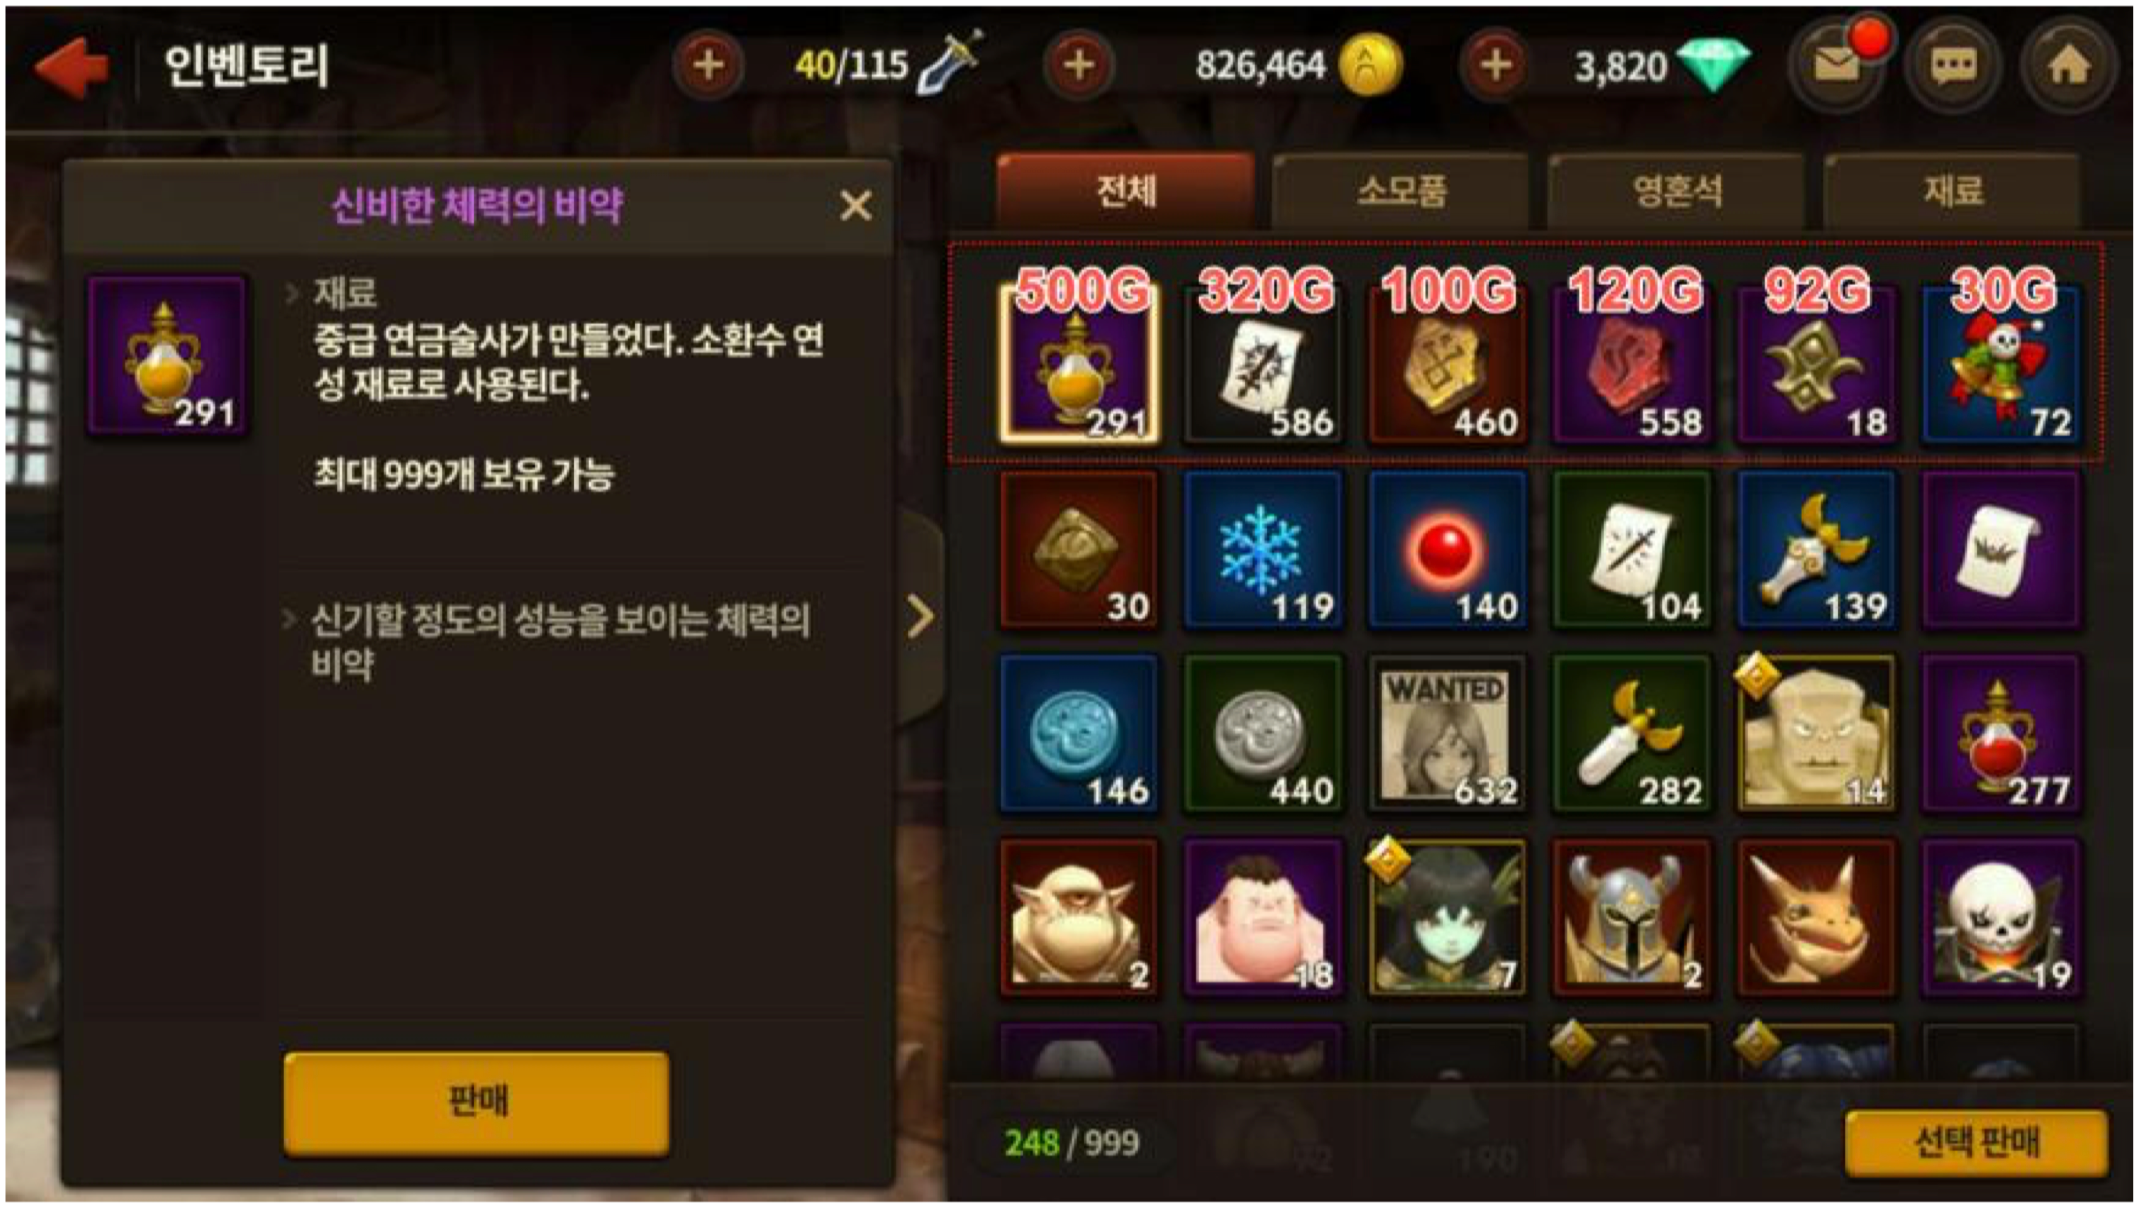 인벤토리
40/115
826,464
3,820
신비한 체력의 비약
291
재료
중급 연금술사가 만들었다. 소환수 연
성 재료로 사용된다.
최대 999개 보유 가능
신기할 정도의 성능을 보이는 체력의
비약
판매
전체 소모품 영혼석 재료
500G 320G 100G 120G 92G 30G
291 586 460 558 18 72
30 119 140 104 139
WANTED
146 440 632 282 14 277
2 18 7 2 19
248 / 999
190
선택 판매